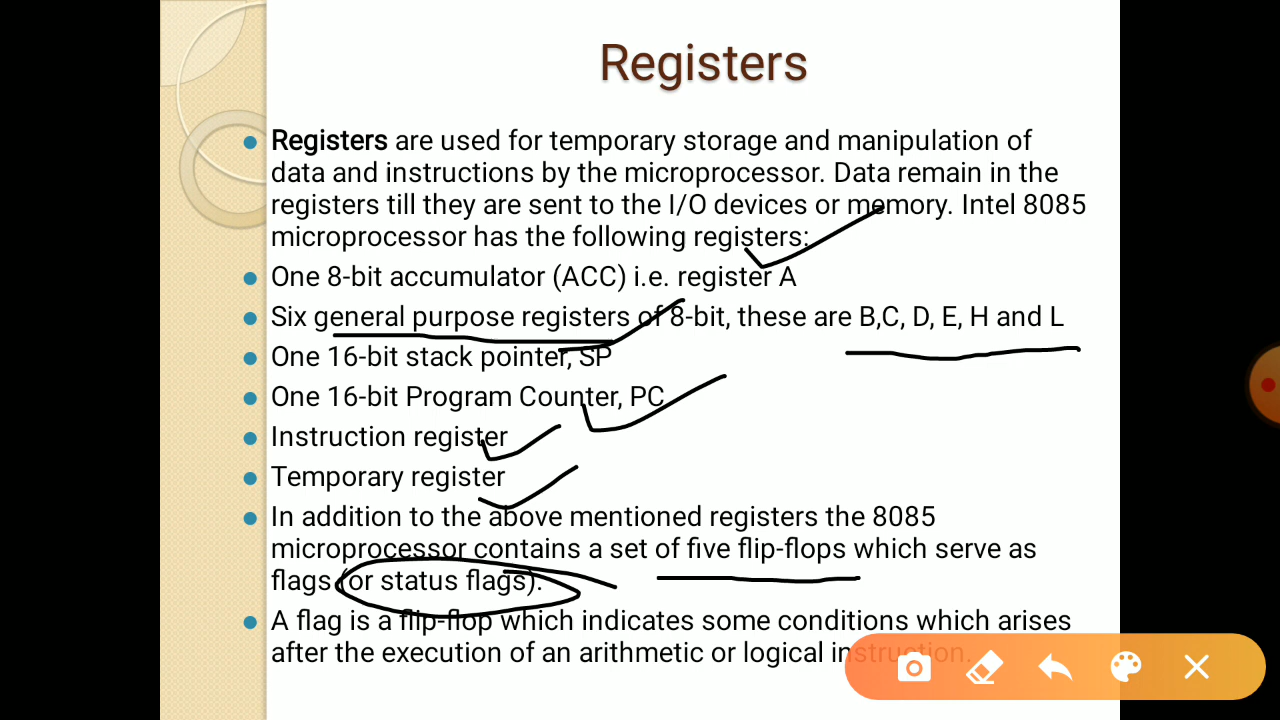 Registers
Registers are used for temporary storage and manipulation of
data and instructions by the microprocessor. Data remain in the
registers till they are sent to the I/O devices or memory. Intel 8085
microprocessor has the following registers:
One 8-bit accumulator (ACC) i.e. register A
Six general purpose registers of 8-bit, these are B,C, D, E, H and L
One 16-bit stack pointer, SP
One 16-bit Program Counter, PC
Instruction register
Temporary register
In addition to the above mentioned registers the 8085
microprocessor contains a set of five flip-flops which serve as
flags (or status flags).
A flag is a flip-flop which indicates some conditions which arises
after the execution of an arithmetic or logical instruction.